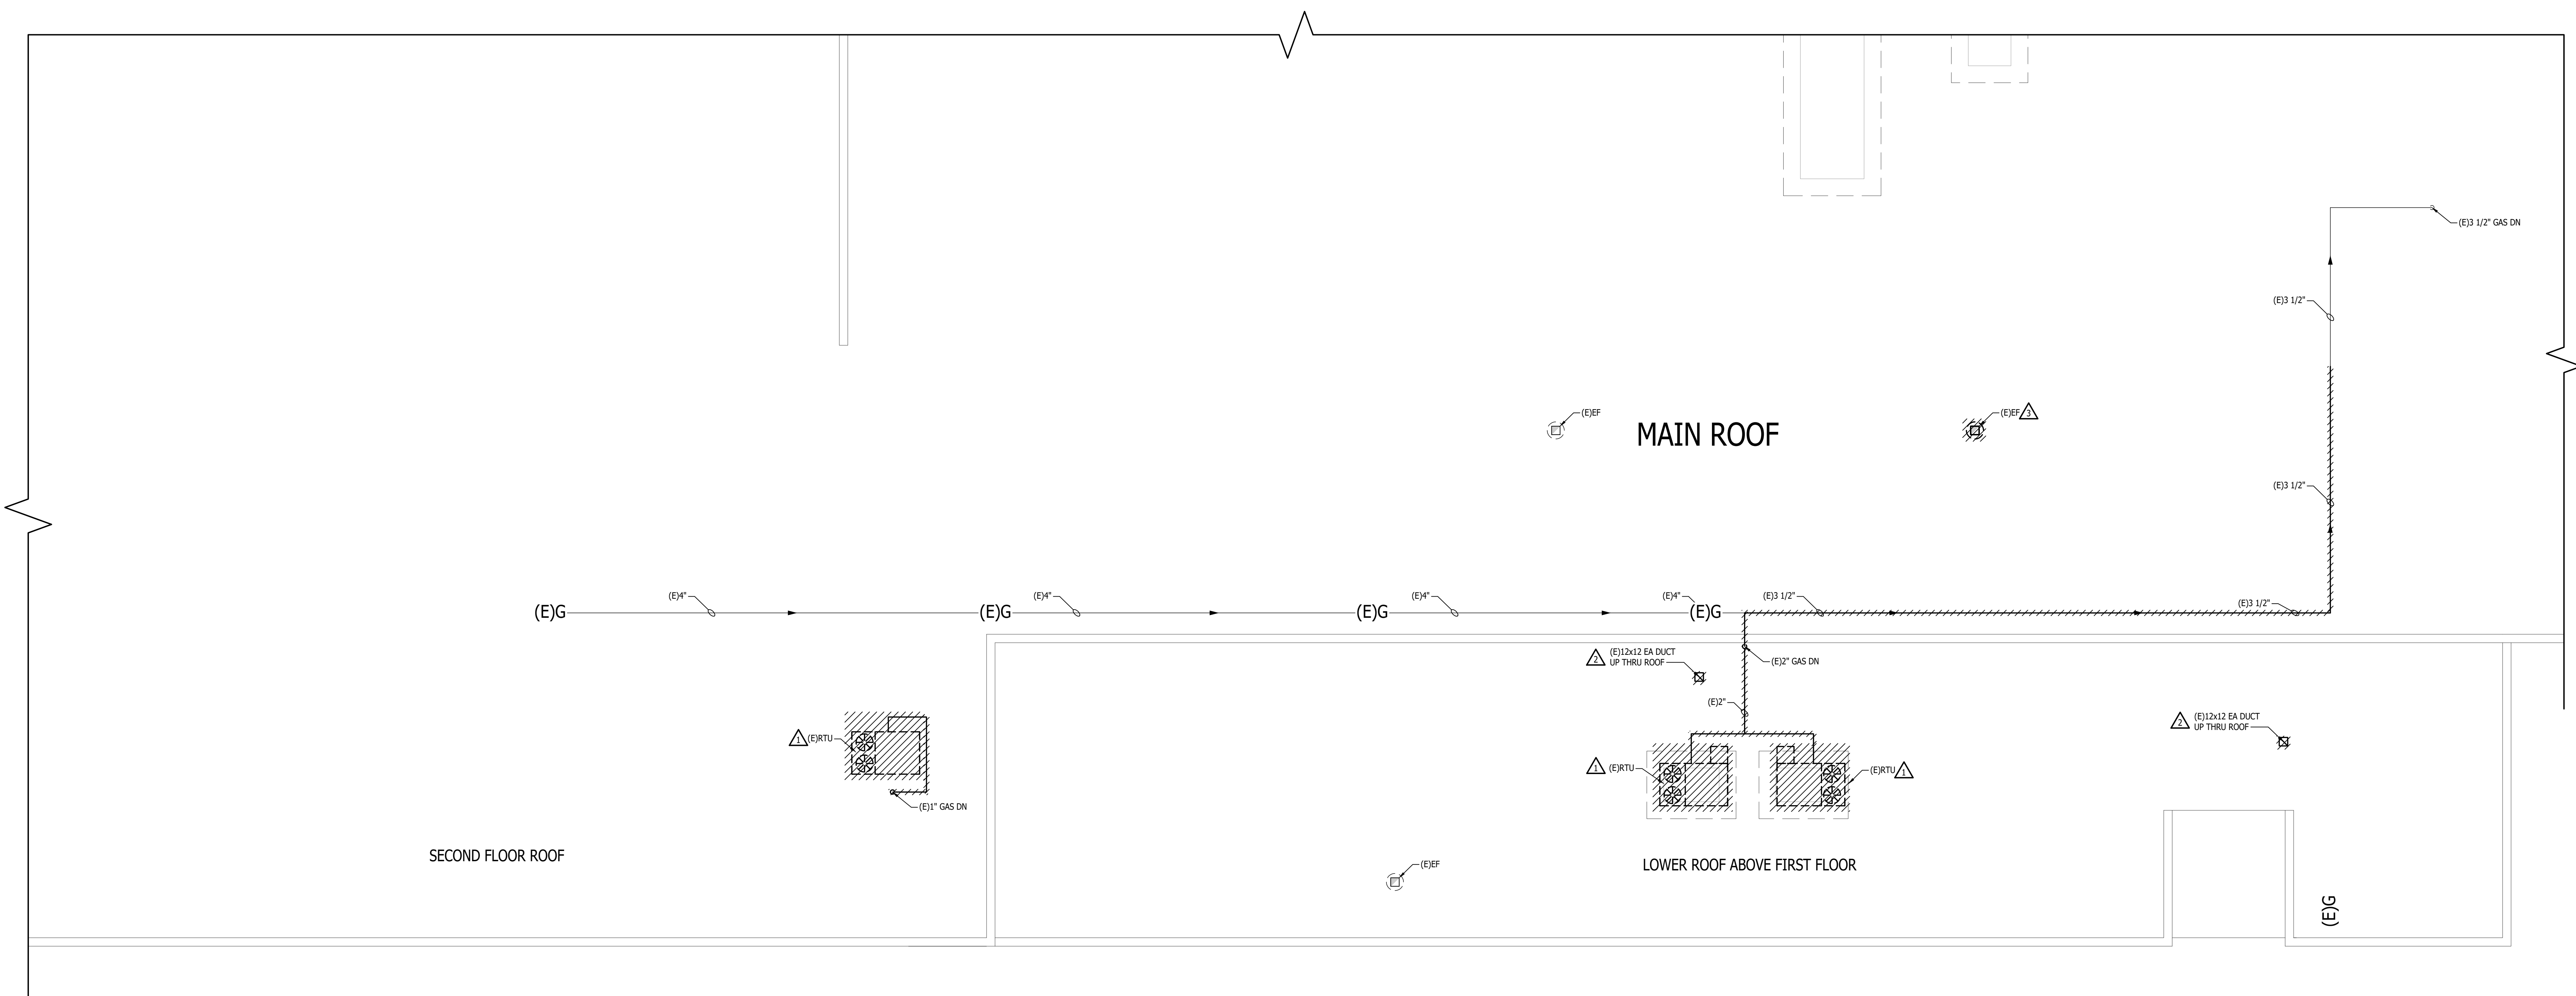 (E)3 1/2" GAS DN
(E)3 1/2"
(E)EF
(E)EF
3
MAIN ROOF
(E)3 1/2"
(E)4"
(E)4"
(E)4"
(E)4"
(E)3 1/2"
(E)3 1/2"
(E)G
(E)G
(E)G
(E)G
2
(E)12x12 EA DUCT
UP THRU ROOF
(E)2" GAS DN
(E)2"
2
(E)12x12 EA DUCT
UP THRU ROOF
1
(E)RTU
1
(E)RTU
(E)RTU
1
(E)1" GAS DN
SECOND FLOOR ROOF
(E)EF
LOWER ROOF ABOVE FIRST FLOOR
(E)G